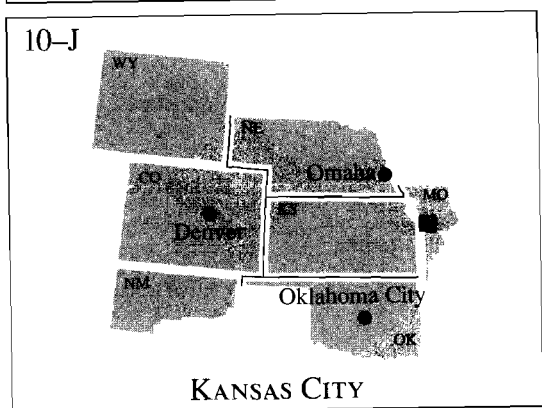 10–J
WY
NE
Omaha
CO
MO
KS
Denver
NM
Oklahoma City
OK
KANSAS CITY